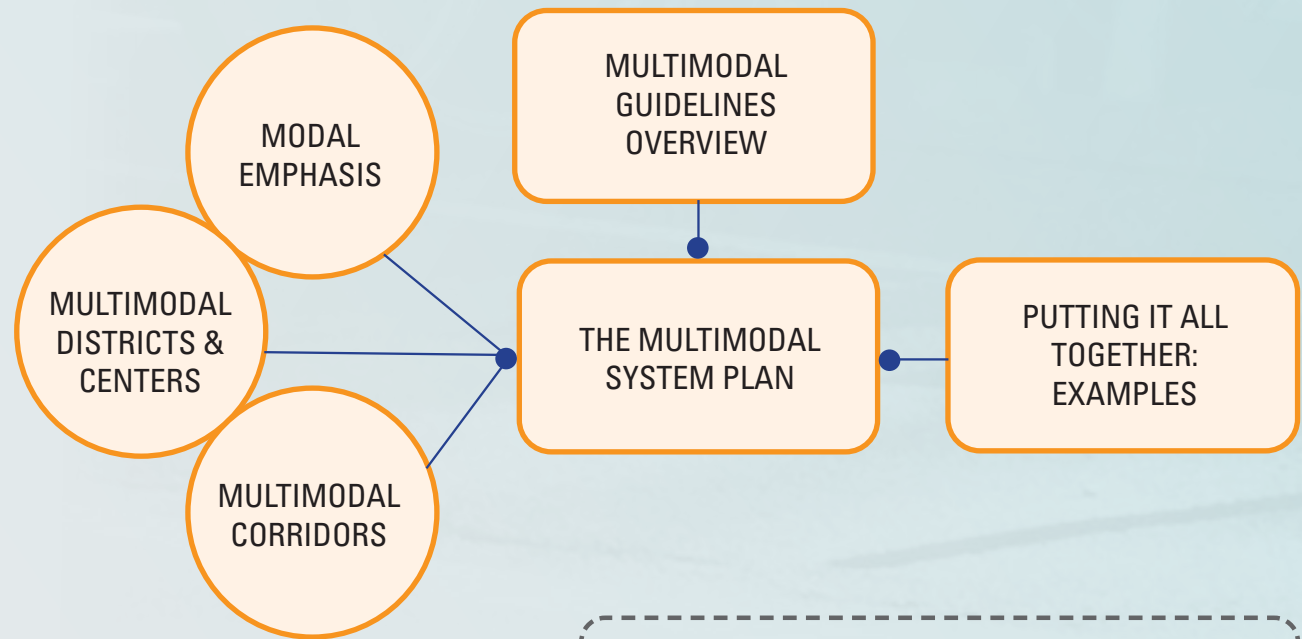 MODAL
EMPHASIS
MULTIMODAL
DISTRICTS &
CENTERS
MULTIMODAL
CORRIDORS
MULTIMODAL
GUIDELINES
OVERVIEW
THE MULTIMODAL
SYSTEM PLAN
PUTTING IT ALL
TOGETHER:
EXAMPLES